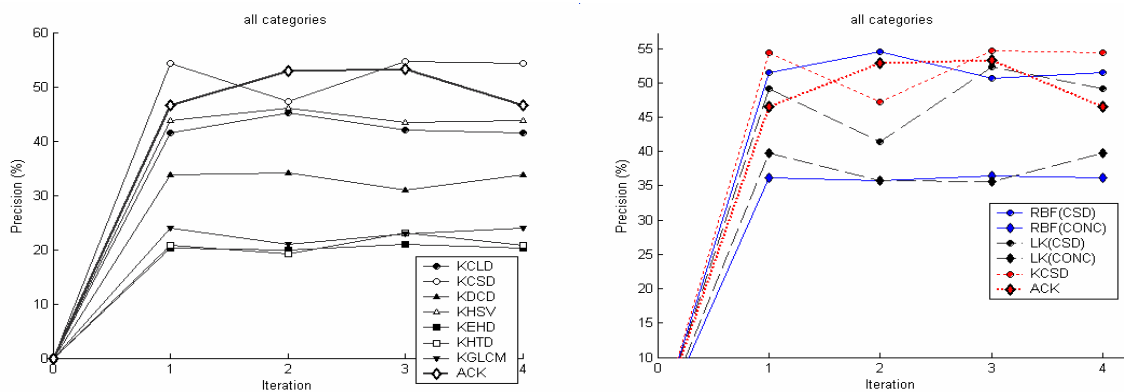 all categories
60
50
40
30
20
10
0
Precision (%)
0
1
2
3
4
Iteration
KCLD
KCSD
KDCD
KHSV
KEHD
KHTD
KGLCM
ACK
all categories
55
50
45
40
35
30
25
20
15
10
Precision (%)
0
1
2
3
4
Iteration
RBF(CSD)
RBF(CONC)
LK(CSD)
LK(CONC)
KCSD
ACK